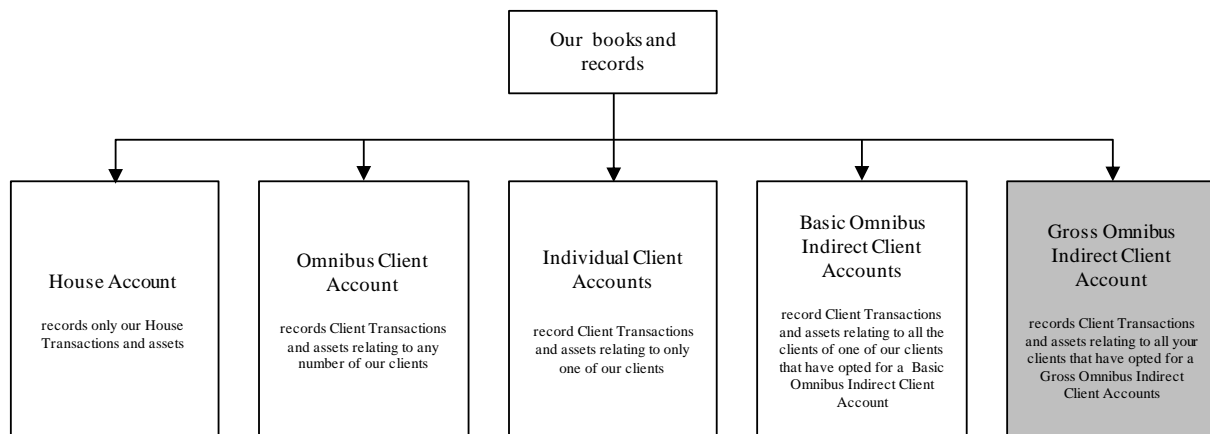 Our books and
records
House Account
records only our House
Transactions and assets
Omnibus Client
Account
records Client Transactions
and assets relating to any
number of our clients
Individual Client
Accounts
record Client Transactions
and assets relating to only
one of our clients
Basic Omnibus
Indirect Client
Accounts
record Client Transactions
and assets relating to all the
clients of one of our clients
that have opted for a Basic
Omnibus Indirect Client
Account
Gross Omnibus
Indirect Client
Account
records Client Transactions
and assets relating to all your
clients that have opted for a
Gross Omnibus Indirect
Client Accounts